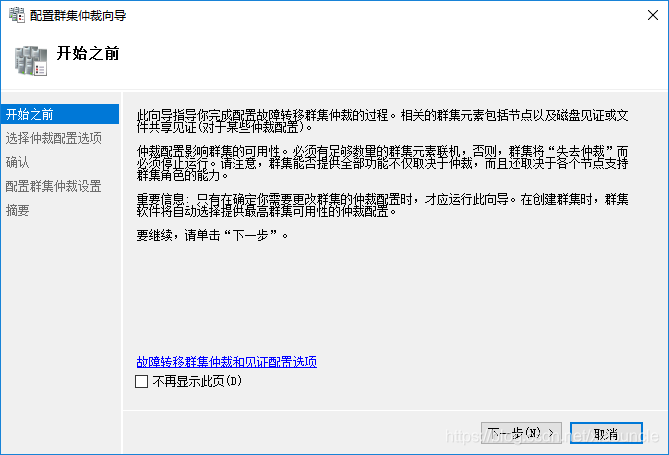 配置群集仲裁向导
开始之前
开始之前
选择仲裁配置选项
确认
配置群集仲裁设置
摘要
此向导指导你完成配置故障转移群集仲裁的过程。相关的群集元素包括节点以及磁盘见证或文
件共享见证(对于某些仲裁配置)。
仲裁配置影响群集的可用性。必须有足够数量的群集元素联机，否则，群集将“失去仲裁”而
必须停止运行。请注意，群集能否提供全部功能不仅取决于仲裁，而且还取决于各个节点支持
群集角色的能力。
重要信息: 只有在确定你需要更改群集的仲裁配置时，才应运行此向导。在创建群集时，群集
软件将自动选择提供最高群集可用性的仲裁配置。
要继续，请单击“下一步”。
故障转移群集仲裁和见证配置选项
不再显示此页(D)
下一步(N) >
取消